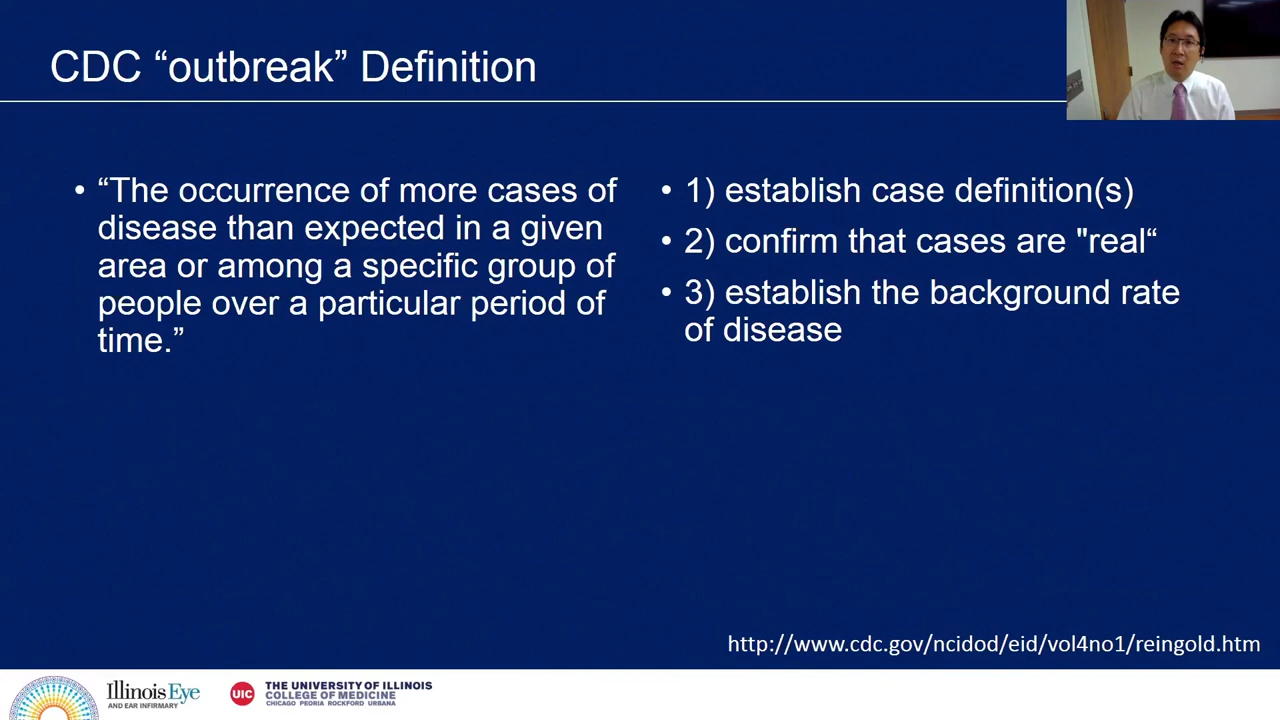 CDC “outbreak” Definition
• “The occurrence of more cases of
disease than expected in a given
area or among a specific group of
people over a particular period of
time.”
• 1) establish case definition(s)
• 2) confirm that cases are "real“
• 3) establish the background rate
of disease
http://www.cdc.gov/ncidod/eid/vol4no1/reingold.htm
Illinois Eye
AND EAR INFIRMARY
UIC
THE UNIVERSITY OF ILLINOIS
COLLEGE OF MEDICINE
CHICAGO PEORIA ROCKFORD URBANA